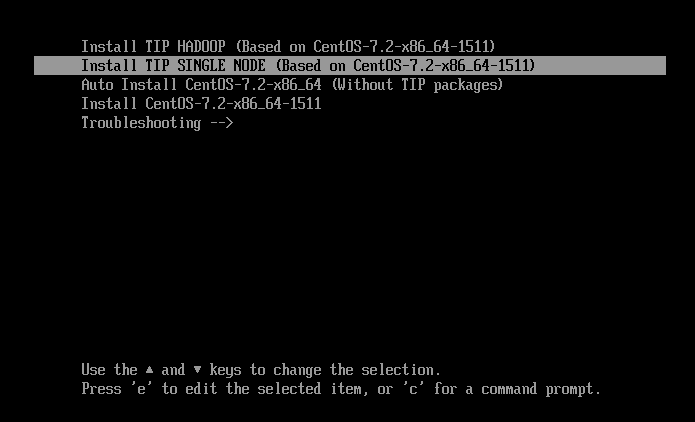 Install TIP HADOOP (Based on CentOS-7.2-x86_64-1511)
Install TIP SINGLE NODE (Based on CentOS-7.2-x86_64-1511)
Auto Install CentOS-7.2-x86_64 (Without TIP packages)
Install CentOS-7.2-x86_64-1511
Troubleshooting -->
Use the ▲ and ▼ keys to change the selection.
Press 'e' to edit the selected item, or 'c' for a command prompt.